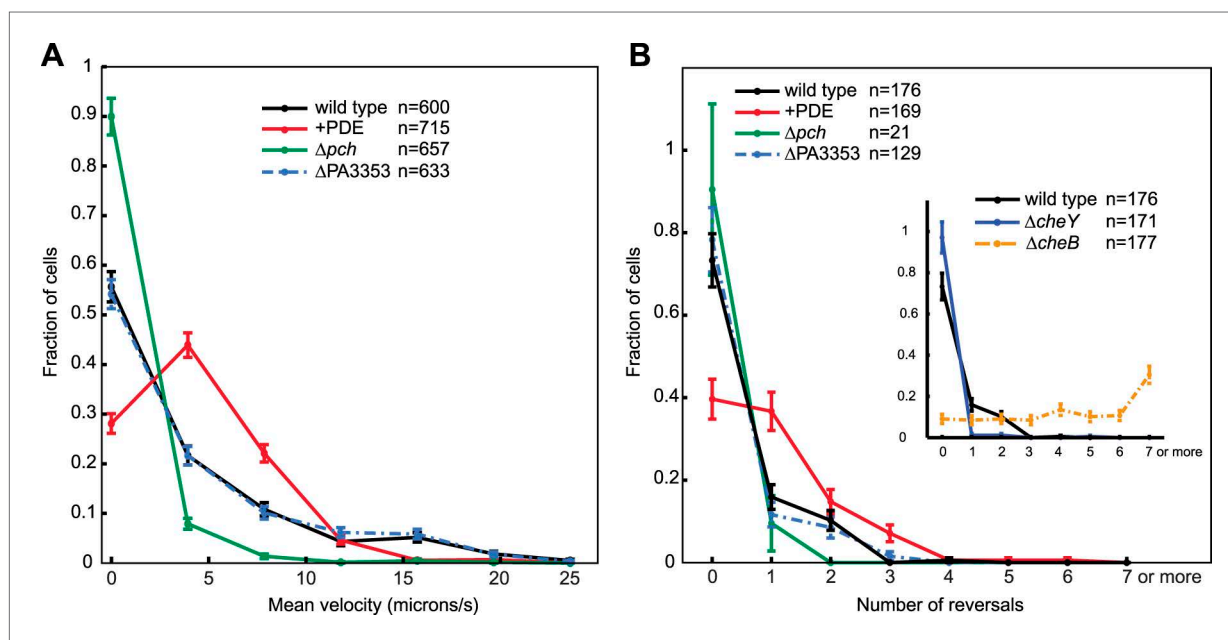 A
1
0.9
0.8
0.7
0.6
0.5
0.4
0.3
0.2
0.1
0
Fraction of cells
wild type n=600
+PDE n=715
Δpch n=657
ΔPA3353 n=633
0 5 10 15 20 25
Mean velocity (microns/s)
B
1
0.8
0.6
0.4
0.2
0
Fraction of cells
wild type n=176
+PDE n=169
Δpch n=21
ΔPA3353 n=129
wild type n=176
ΔcheY n=171
ΔcheB n=177
1
0.8
0.6
0.4
0.2
0
0 1 2 3 4 5 6 7 or more
0 1 2 3 4 5 6 7 or more
Number of reversals